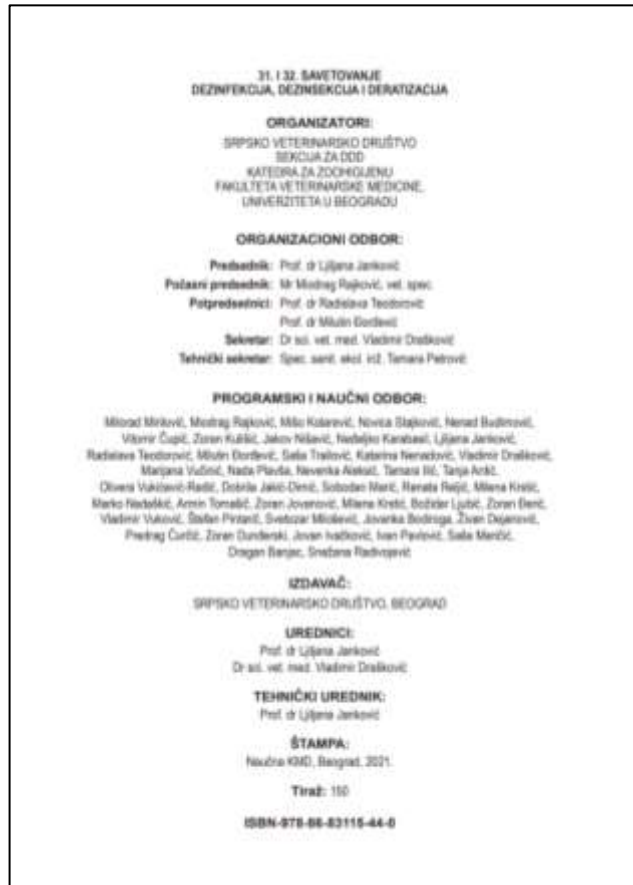 31. I 32. SAVETOVANJE
DEZINFEKCIJA, DEZINSEKCIJA I DERATIZACIJA
ORGANIZATORI:
SRPSKO VETERINARSKO DRUŠTVO
SEKCIJA ZA DDD
KATEDRA ZA ZOOHIGIJENU
FAKULTETA VETERINARSKE MEDICINE,
UNIVERZITETA U BEOGRADU
ORGANIZACIONI ODBOR:
Predsednik: Prof. dr Ljiljana Janković
Počasni predsednik: Mr Miodrag Rajković, vet. spec.
Potpredsednici: Prof. dr Radislava Teodorović
Prof. dr Milutin Đorđević
Sekretar: Dr sci. vet. med. Vladimir Drašković
Tehnički sekretar: Spec. sanit. ekol. inž. Tamara Petrović
PROGRAMSKI I NAUČNI ODBOR:
Milorad Mirilović, Miodrag Rajković, Mišo Kolarević, Novica Stajković, Nenad Budimović,
Vitomir Ćupić, Zoran Kulišić, Jakov Nišavić, Nedjeljko Karabasil, Ljiljana Janković,
Radislava Teodorović, Milutin Đorđević, Saša Trailović, Katarina Nenadović, Vladimir Drašković,
Marijana Vučinić, Nada Plavša, Nevenka Aleksić, Tamara Ilić, Tanja Antić,
Olivera Vukićević-Radić, Dobrila Jakić-Dimić, Slobodan Marić, Renata Relić, Milena Krstić,
Marko Nadaškić, Armin Tomašić, Zoran Jovanović, Milena Krstić, Božidar Ljubić, Zoran Đerić,
Vladimir Vuković, Štefan Pintarič, Svetozar Milošević, Jovanka Bodiroga, Živan Dejanović,
Predrag Ćurčić, Zoran Dunđerski, Jovan Ivačković, Ivan Pavlović, Saša Maričić,
Dragan Banjac, Snežana Radivojević
IZDAVAČ:
SRPSKO VETERINARSKO DRUŠTVO, BEOGRAD
UREDNICI:
Prof. dr Ljiljana Janković
Dr sci. vet. med. Vladimir Drašković
TEHNIČKI UREDNIK:
Prof. dr Ljiljana Janković
ŠTAMPA:
Naučna KMD, Beograd, 2021.
Tiraž: 150
ISBN-978-86-83115-44-0